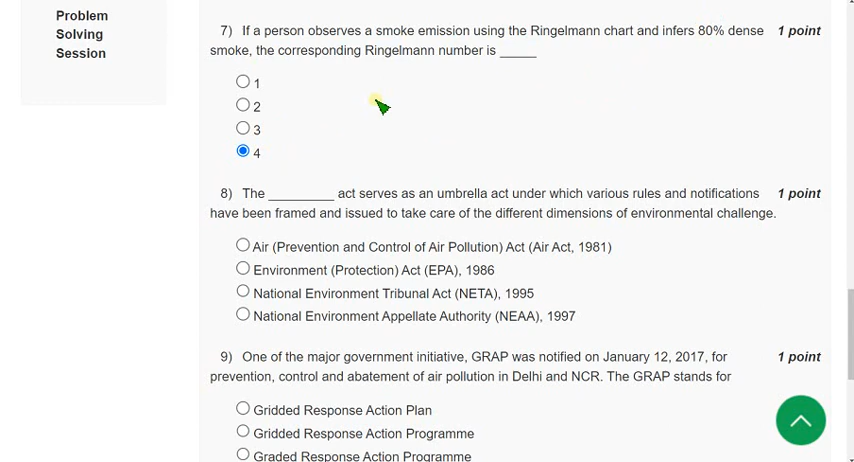 Problem
Solving
Session
7) If a person observes a smoke emission using the Ringelmann chart and infers 80% dense 1 point
smoke, the corresponding Ringelmann number is _____
1
2
3
4
8) The _________ act serves as an umbrella act under which various rules and notifications 1 point
have been framed and issued to take care of the different dimensions of environmental challenge.
Air (Prevention and Control of Air Pollution) Act (Air Act, 1981)
Environment (Protection) Act (EPA), 1986
National Environment Tribunal Act (NETA), 1995
National Environment Appellate Authority (NEAA), 1997
9) One of the major government initiative, GRAP was notified on January 12, 2017, for 1 point
prevention, control and abatement of air pollution in Delhi and NCR. The GRAP stands for
Gridded Response Action Plan
Gridded Response Action Programme
Graded Response Action Programme